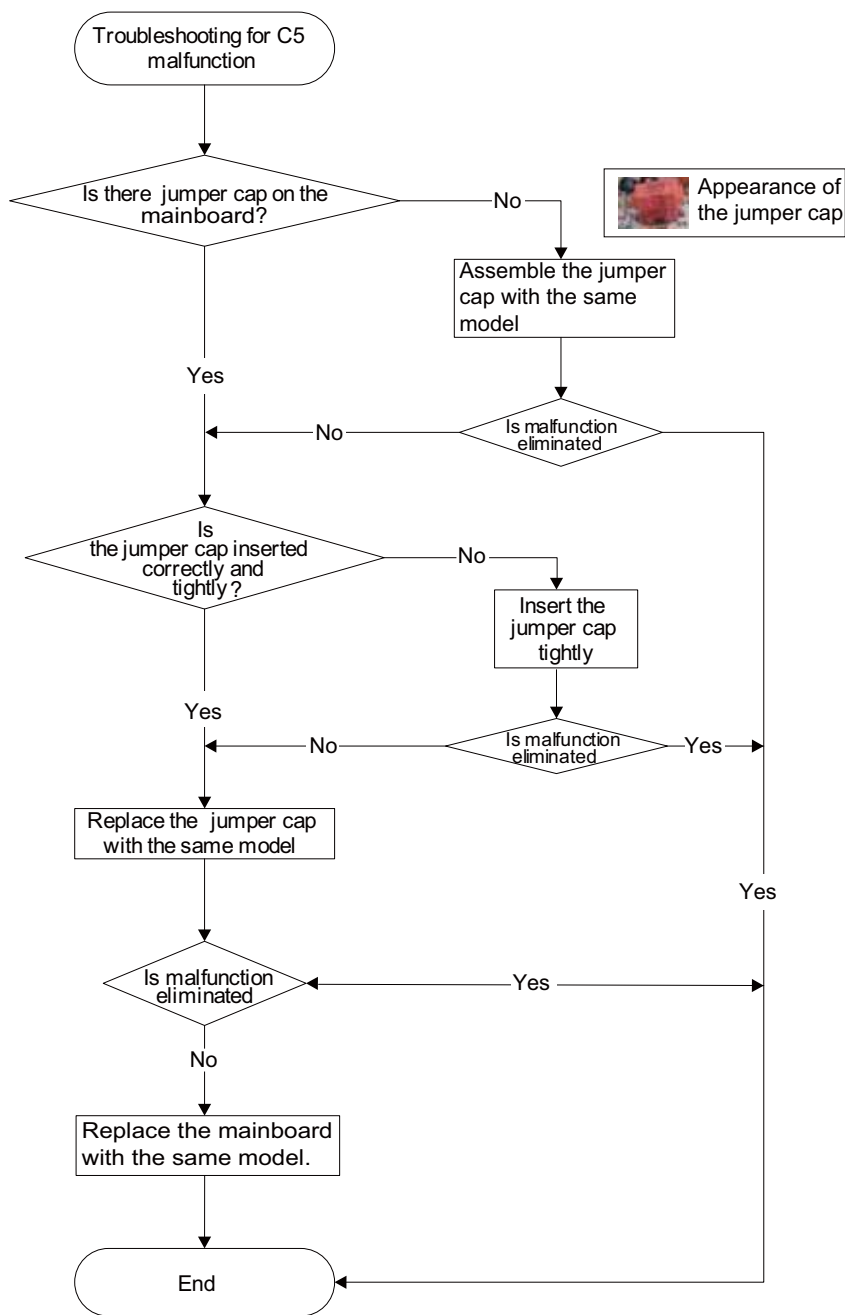 Troubleshooting for C5
malfunction
Is there jumper cap on the
mainboard?
No
Appearance of
the jumper cap
Assemble the jumper
cap with the same
model
Yes
No
Is malfunction
eliminated
Is
the jumper cap inserted
correctly and
tightly?
No
Insert the
jumper cap
tightly
Yes
No
Is malfunction
eliminated
Yes
Replace the jumper cap
with the same model
Yes
Is malfunction
eliminated
Yes
No
Replace the mainboard
with the same model.
End